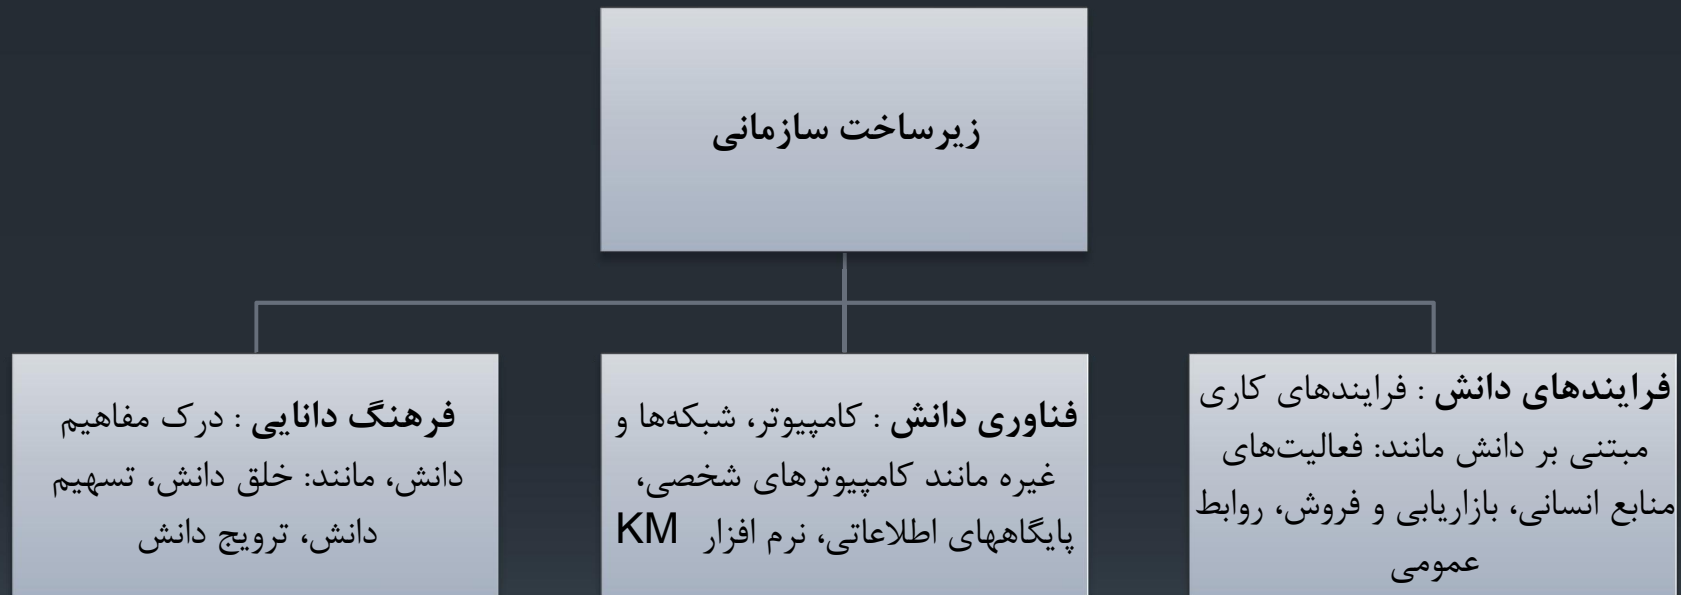 زیرساخت سازمانی
فرایندهای دانش : فرایندهای کاری
مبتنی بر دانش مانند: فعالیت‌های
منابع انسانی، بازاریابی و فروش، روابط
عمومی
فناوری دانش : کامپیوتر، شبکه‌ها و
غیره مانند کامپیوترهای شخصی،
پایگاههای اطلاعاتی، نرم افزار KM
فرهنگ دانایی : درک مفاهیم
دانش، مانند: خلق دانش، تسهیم
دانش، ترویج دانش